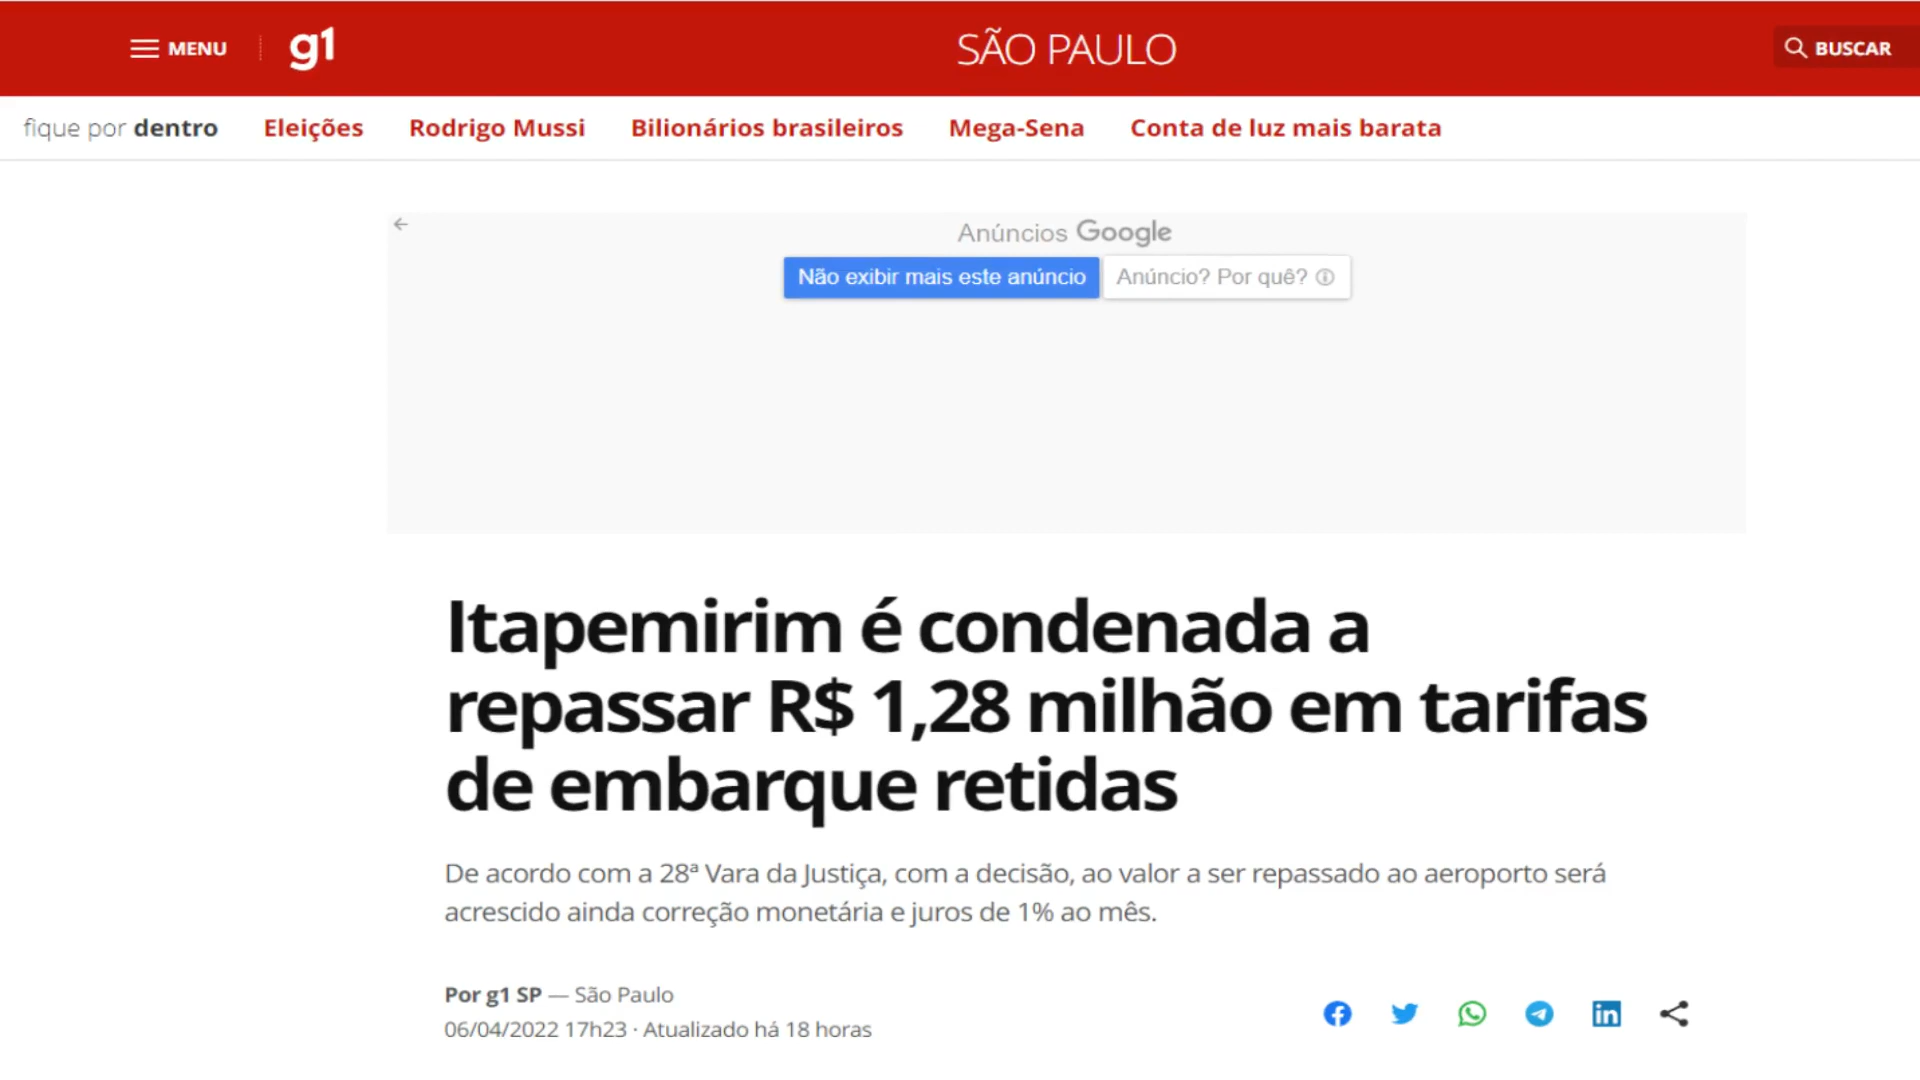 MENU g1 SÃO PAULO BUSCAR
fique por dentro Eleições Rodrigo Mussi Bilionários brasileiros Mega-Sena Conta de luz mais barata
Anúncios Google
Não exibir mais este anúncio Anúncio? Por quê?
Itapemirim é condenada a
repassar R$ 1,28 milhão em tarifas
de embarque retidas
De acordo com a 28ª Vara da Justiça, com a decisão, ao valor a ser repassado ao aeroporto será
acrescido ainda correção monetária e juros de 1% ao mês.
Por g1 SP — São Paulo
06/04/2022 17h23 · Atualizado há 18 horas